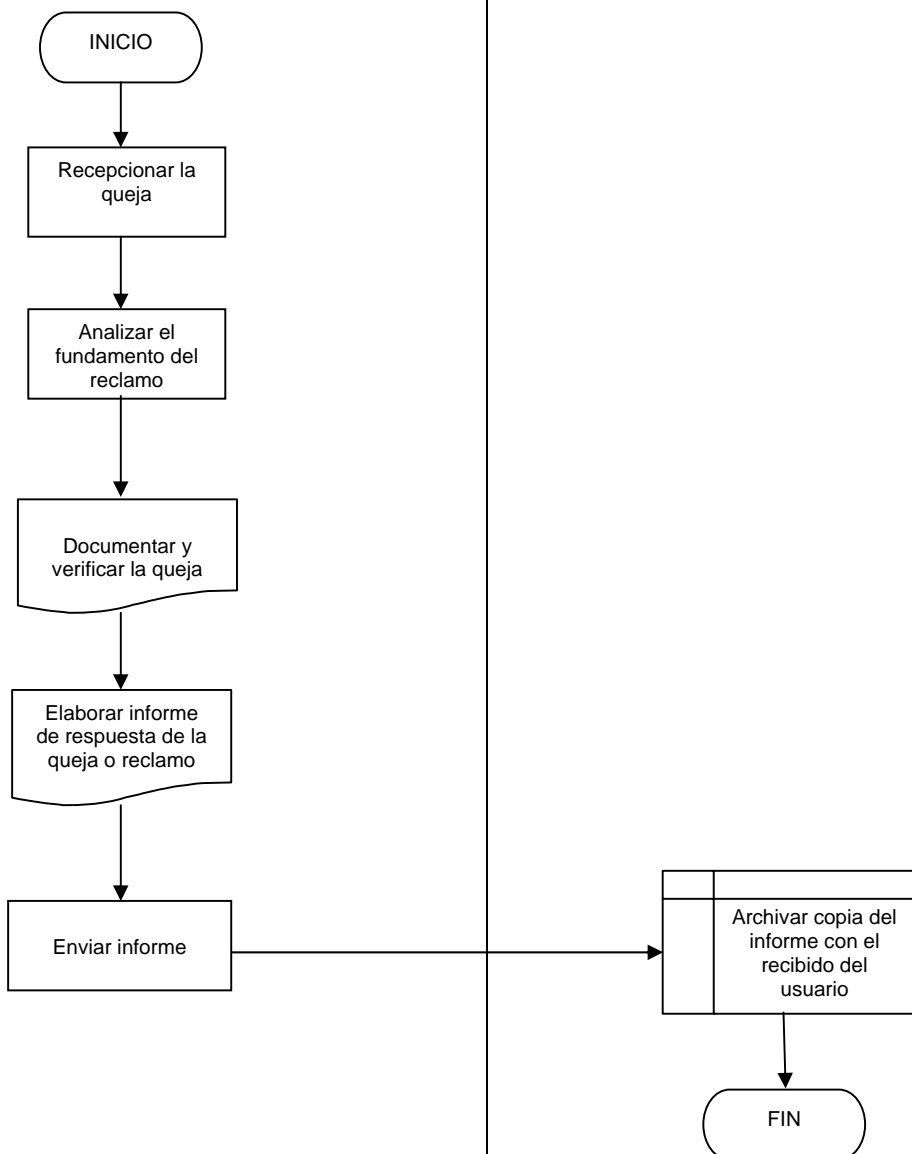 INICIO
Recepcionar la
queja
Analizar el
fundamento del
reclamo
Documentar y
verificar la queja
Elaborar informe
de respuesta de la
queja o reclamo
Enviar informe
Archivar copia del
informe con el
recibido del
usuario
FIN